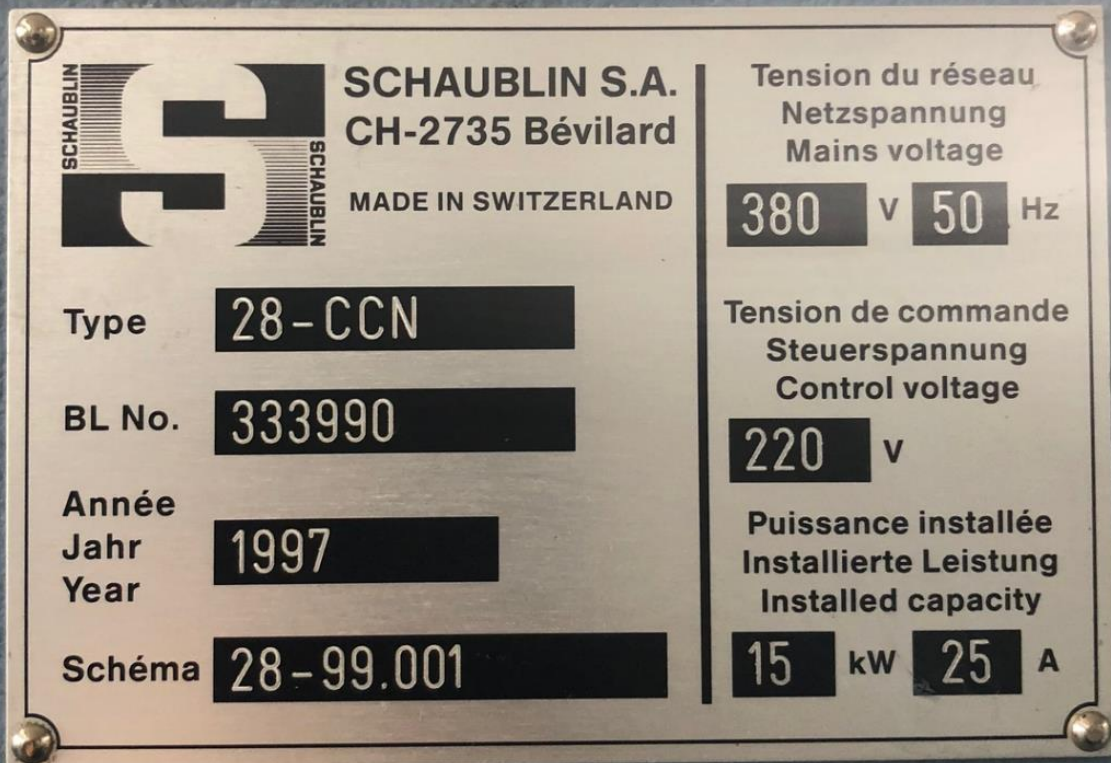 SCHAUBLIN
SCHAUBLIN
SCHAUBLIN S.A.
CH-2735 Bévilard
MADE IN SWITZERLAND
Type 28-CCN
BL No. 333990
Année
Jahr
Year
1997
Schéma 28-99.001
Tension du réseau
Netzspannung
Mains voltage
380 V 50 Hz
Tension de commande
Steuerspannung
Control voltage
220 V
Puissance installée
Installierte Leistung
Installed capacity
15 kW 25 A